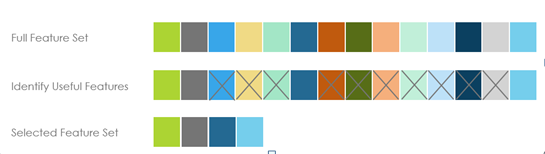 Full Feature Set
Identify Useful Features
Selected Feature Set